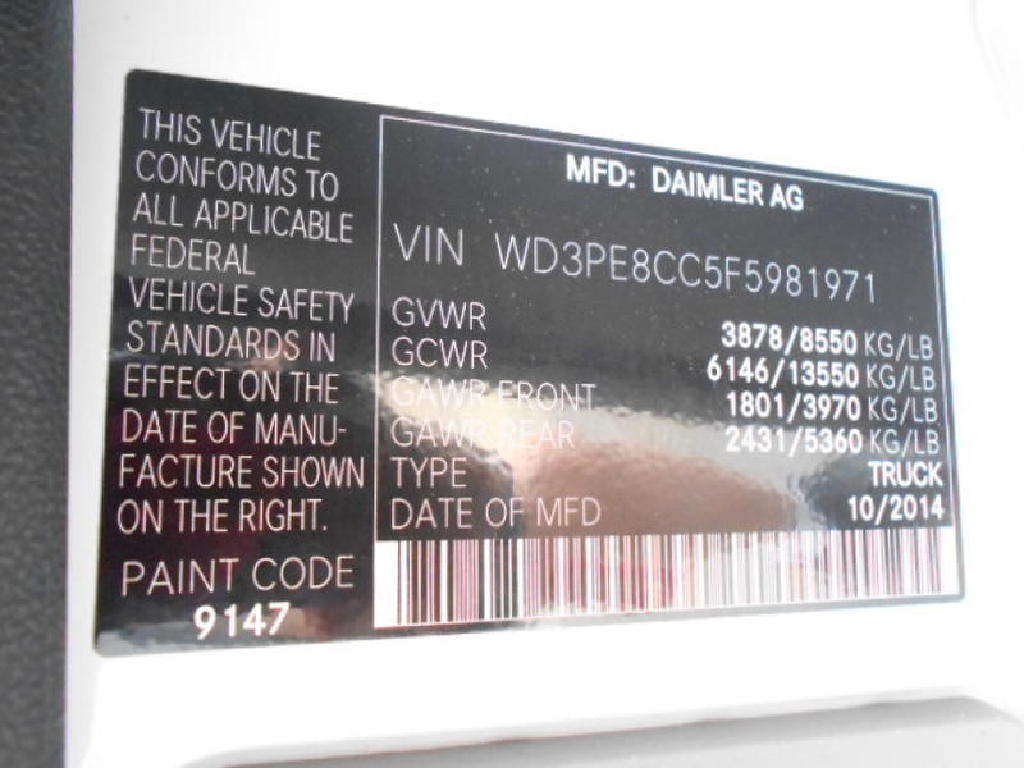 THIS VEHICLE
CONFORMS TO
ALL APPLICABLE
FEDERAL
VEHICLE SAFETY
STANDARDS IN
EFFECT ON THE
DATE OF MANU-
FACTURE SHOWN
ON THE RIGHT.
PAINT CODE
9147
MFD: DAIMLER AG
VIN WD3PE8CC5F5981971
GVWR 3878/8550 KG/LB
GCWR 6146/13550 KG/LB
GAWR FRONT 1801/3970 KG/LB
GAWR REAR 2431/5360 KG/LB
TYPE TRUCK
DATE OF MFD 10/2014